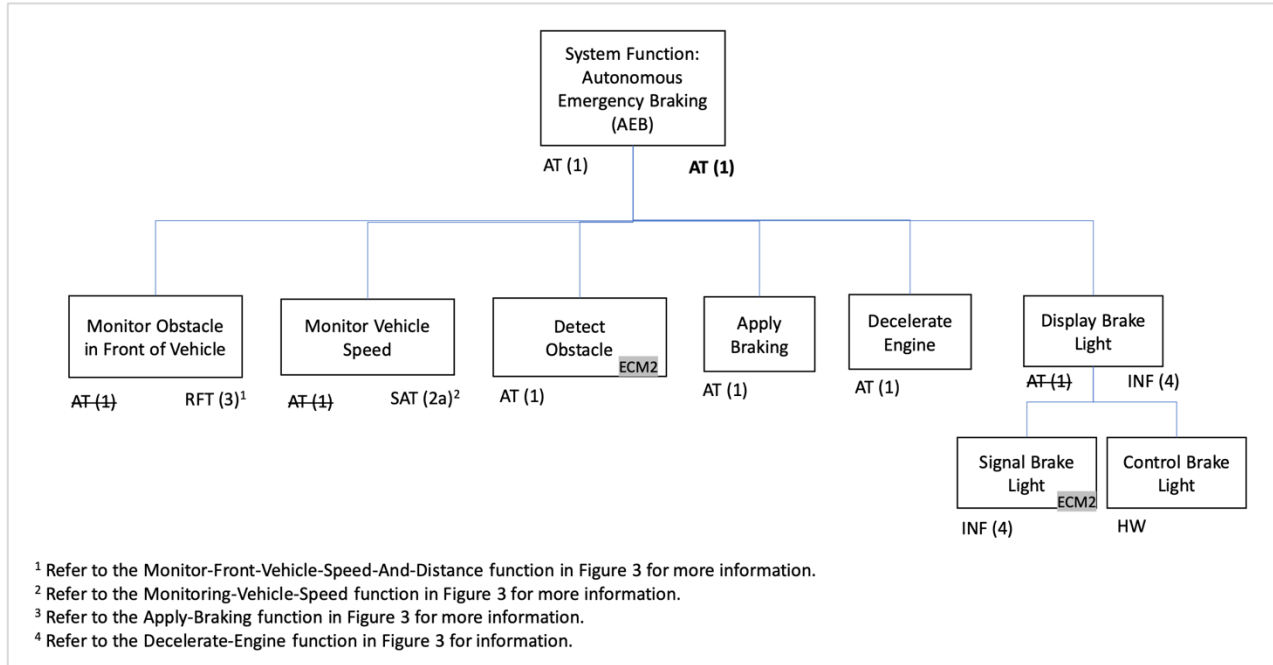 System Function:
Autonomous
Emergency Braking
(AEB)
AT (1)
AT (1)
Monitor Obstacle
in Front of Vehicle
AT (1)
RFT (3)¹
Monitor Vehicle
Speed
AT (1)
SAT (2a)²
Detect
Obstacle
ECM2
AT (1)
Apply
Braking
AT (1)
Decelerate
Engine
AT (1)
Display Brake
Light
AT (1)
INF (4)
Signal Brake
Light
ECM2
INF (4)
Control Brake
Light
HW
¹ Refer to the Monitor-Front-Vehicle-Speed-And-Distance function in Figure 3 for more information.
² Refer to the Monitoring-Vehicle-Speed function in Figure 3 for more information.
³ Refer to the Apply-Braking function in Figure 3 for more information.
⁴ Refer to the Decelerate-Engine function in Figure 3 for information.